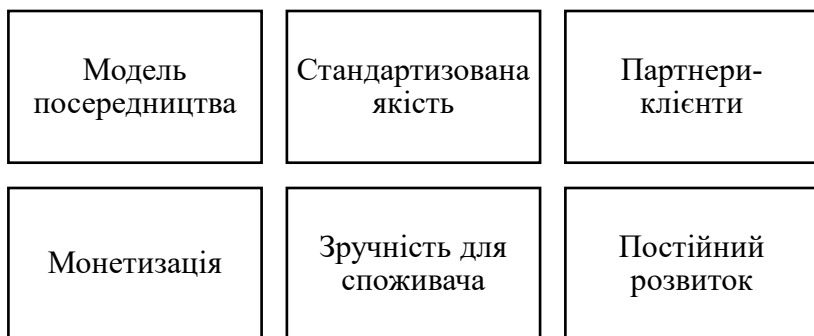 Модель
посередництва
Стандартизована
якість
Партнери-
клієнти
Монетизація
Зручність для
споживача
Постійний
розвиток